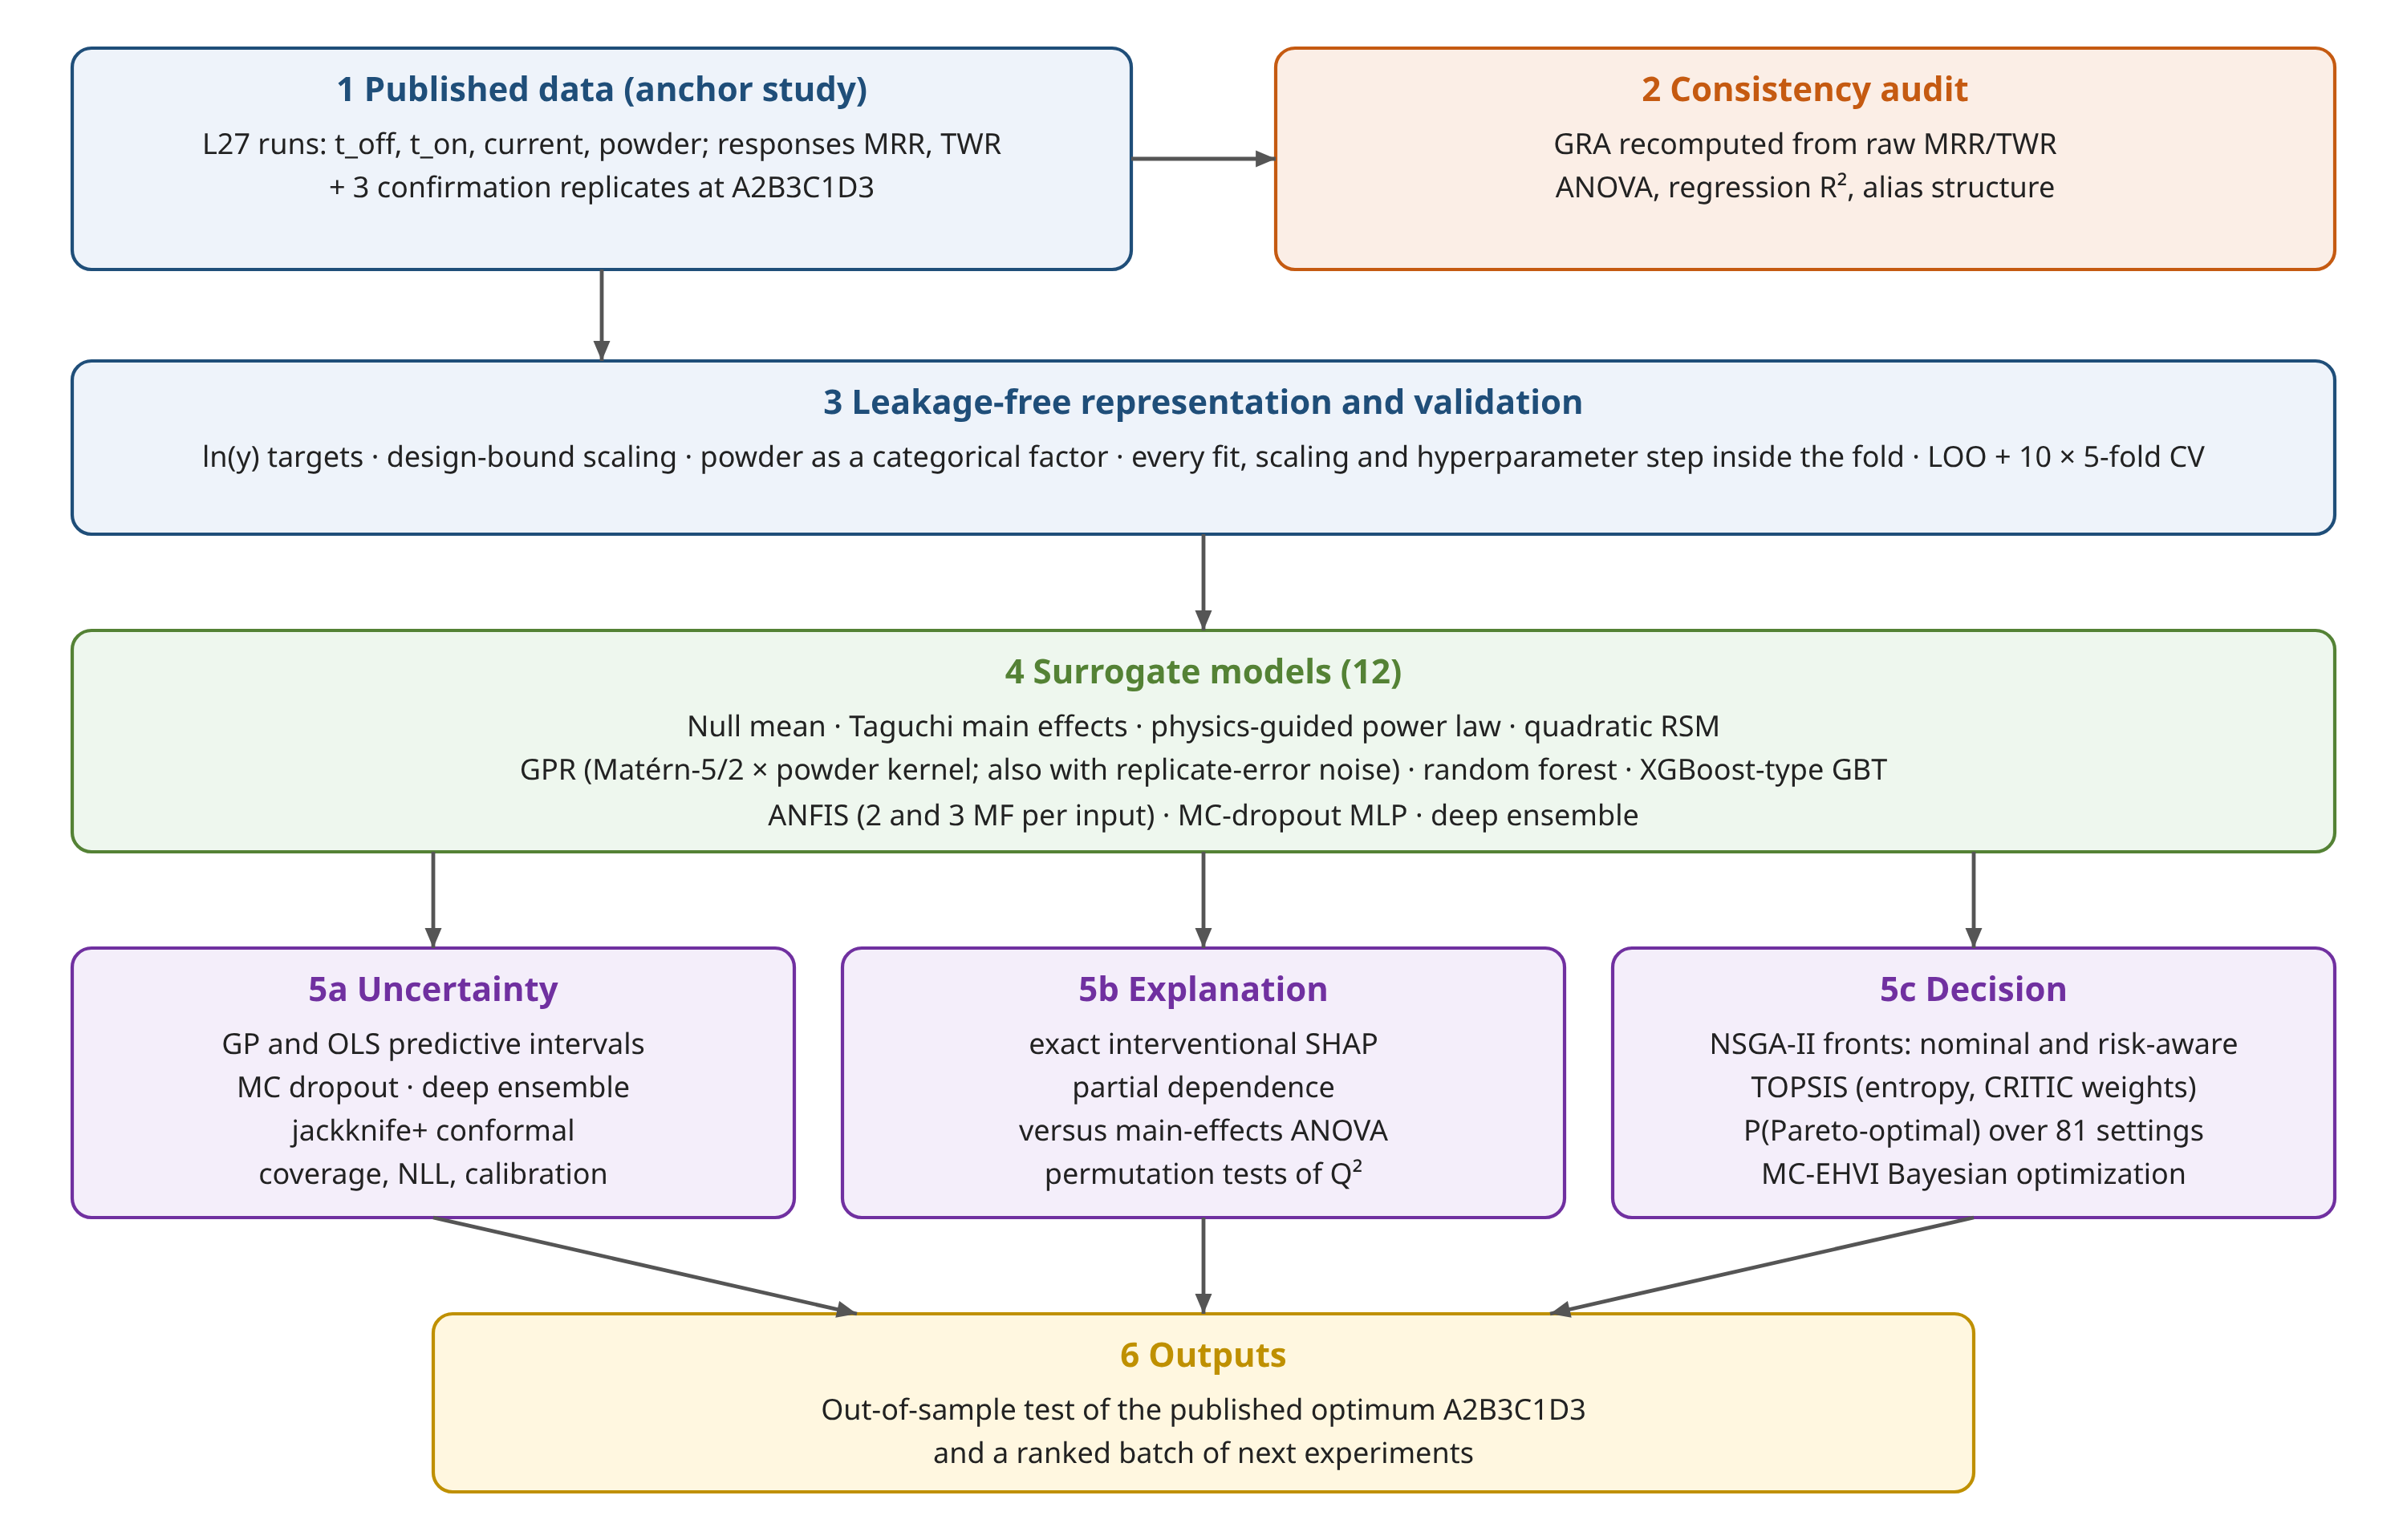 1 Published data (anchor study)
L27 runs: t_off, t_on, current, powder; responses MRR, TWR
+ 3 confirmation replicates at A2B3C1D3
2 Consistency audit
GRA recomputed from raw MRR/TWR
ANOVA, regression R², alias structure
3 Leakage-free representation and validation
ln(y) targets · design-bound scaling · powder as a categorical factor · every fit, scaling and hyperparameter step inside the fold · LOO + 10 × 5-fold CV
4 Surrogate models (12)
Null mean · Taguchi main effects · physics-guided power law · quadratic RSM
GPR (Matérn-5/2 × powder kernel; also with replicate-error noise) · random forest · XGBoost-type GBT
ANFIS (2 and 3 MF per input) · MC-dropout MLP · deep ensemble
5a Uncertainty
GP and OLS predictive intervals
MC dropout · deep ensemble
jackknife+ conformal
coverage, NLL, calibration
5b Explanation
exact interventional SHAP
partial dependence
versus main-effects ANOVA
permutation tests of Q²
5c Decision
NSGA-II fronts: nominal and risk-aware
TOPSIS (entropy, CRITIC weights)
P(Pareto-optimal) over 81 settings
MC-EHVI Bayesian optimization
6 Outputs
Out-of-sample test of the published optimum A2B3C1D3
and a ranked batch of next experiments